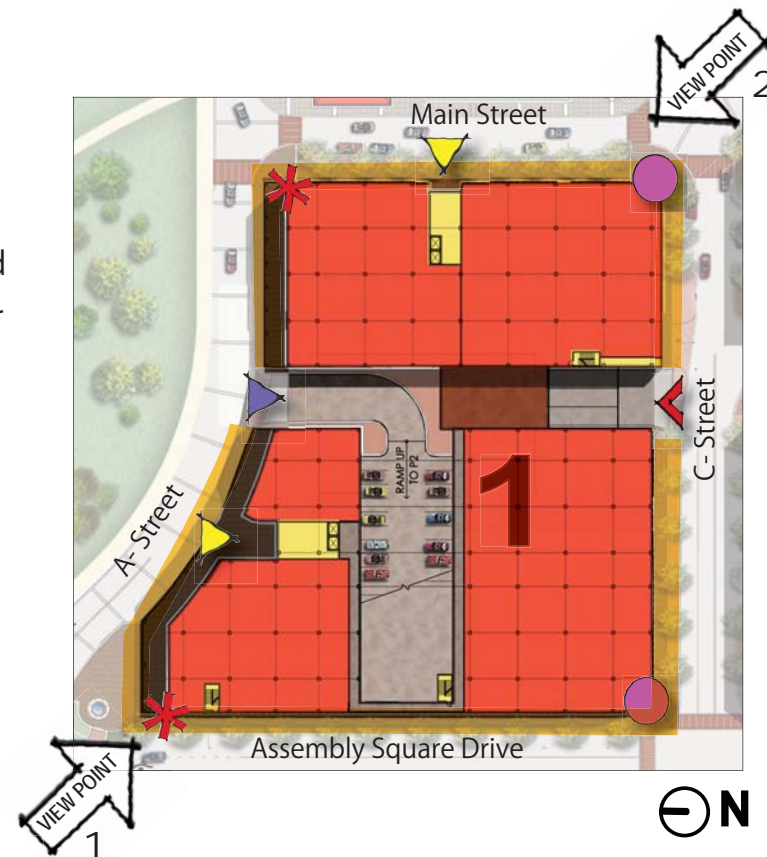 VIEW POINT
2
Main Street
d
RAMP UP
TO P2
C- Street
1
A- Street
Assembly Square Drive
VIEW POINT
1
N